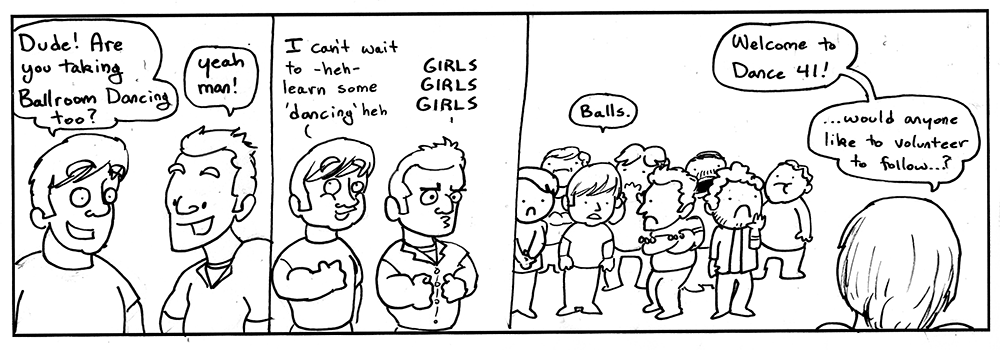 Dude! Are
you taking
Ballroom Dancing
too?
yeah
man!
I can't wait
to -heh-
learn some
'dancing' heh
GIRLS
GIRLS
GIRLS
Balls.
Welcome to
Dance 41!
...would anyone
like to volunteer
to follow...?